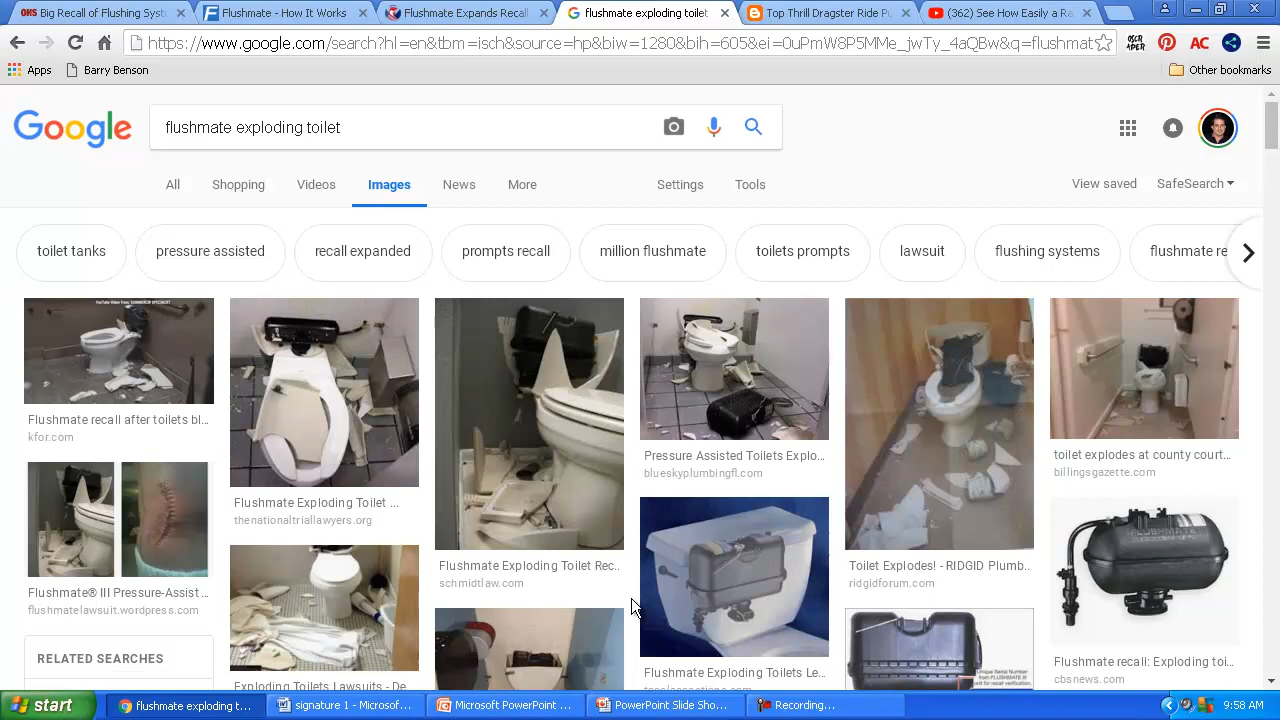 OHS Big Recall of Flushing Syst
Flushmate - How It Works
Thousands Recall
flushmate exploding toilet
Top Thrill Dragster Ride Pu
(362) See How Easily a Ra
https://www.google.com/search?hl=en&tbm=isch&source=hp&biw=1280&bih=605&ei=0uPmW8P5MMe_jwTy_4aQBw&q=flushmat
Apps
Barry Benson
Other bookmarks
Google
flushmate exploding toilet
All
Shopping
Videos
Images
News
More
Settings
Tools
View saved
SafeSearch
toilet tanks
pressure assisted
recall expanded
prompts recall
million flushmate
toilets prompts
lawsuit
flushing systems
flushmate re
Flushmate recall after toilets bl...
kfor.com
Flushmate Exploding Toilet ...
thenationaltriallawyers.org
Flushmate Exploding Toilet Rec...
schmidtlaw.com
Pressure Assisted Toilets Explo...
blueskyplumbingfl.com
Toilet Explodes! - RIDGID Plumb...
ridgidforum.com
toilet explodes at county court...
billingsgazette.com
Flushmate® III Pressure-Assist ...
flushmatelawsuit.wordpress.com
Flushmate Exploding Toilets Le...
FLUSHMATE
Flushmate recall: Exploding toi...
cbsnews.com
RELATED SEARCHES
start
flushmate exploding t...
signature 1 - Microsof...
Microsoft PowerPoint ...
PowerPoint Slide Sho...
Recording...
9:58 AM